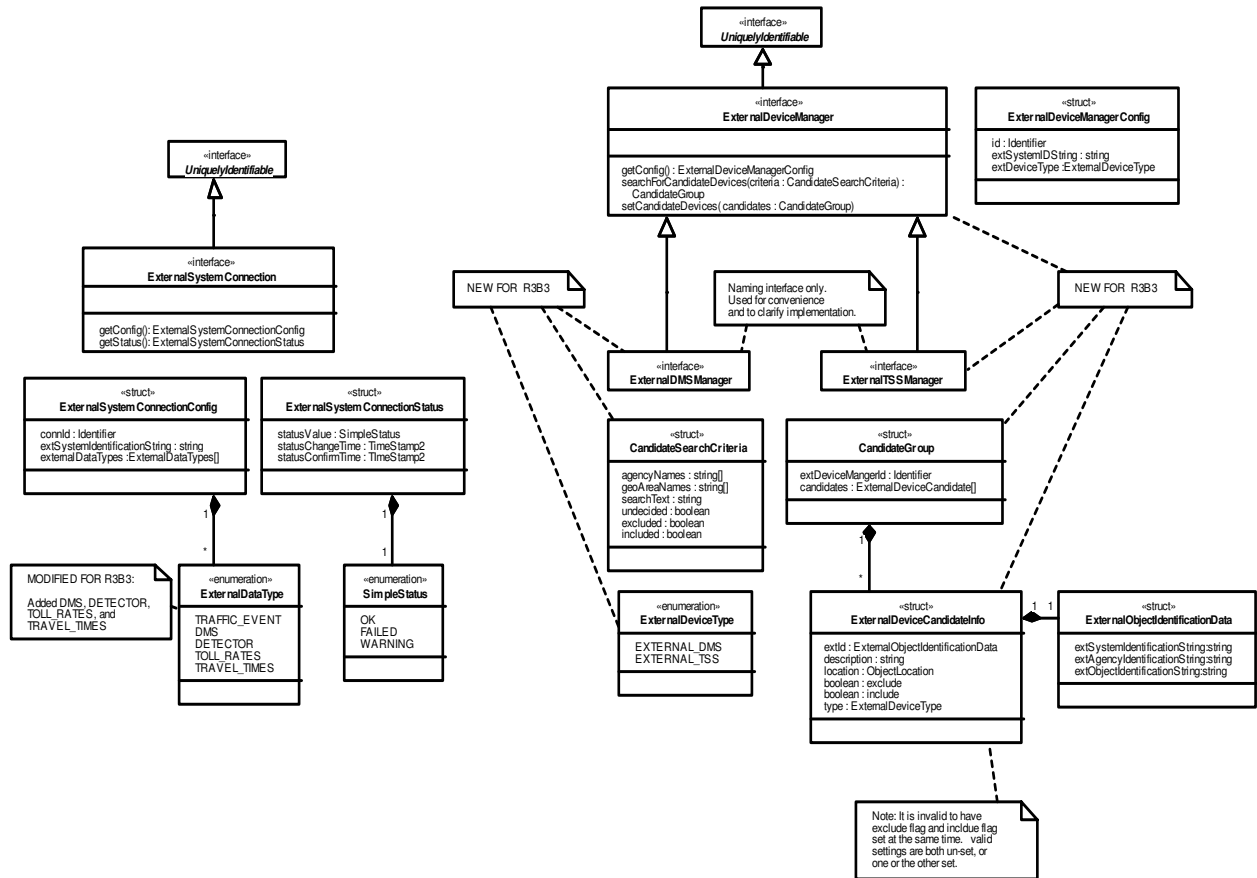 «interface»
UniquelyIdentifiable
«interface»
ExternalDeviceManager
getConfig() : ExternalDeviceManagerConfig
searchForCandidateDevices(criteria : CandidateSearchCriteria) :
CandidateGroup
setCandidateDevices( candidates : CandidateGroup)
«struct»
ExternalDeviceManagerConfig
id : Identifier
extSystemIDString : string
extDeviceType :ExternalDeviceType
«interface»
UniquelyIdentifiable
«interface»
ExternalSystemConnection
getConfig(): ExternalSystemConnectionConfig
getStatus(): ExternalSystemConnectionStatus
NEW FOR R3B3
Naming interface only.
Used for convenience
and to clarify implementation.
NEW FOR R3B3
«interface»
ExternalDMSManager
«interface»
ExternalTSSManager
«struct»
ExternalSystemConnectionConfig
connId : Identifier
extSystemIdentificationString : string
externalDataTypes :ExternalDataTypes[]
«struct»
ExternalSystemConnectionStatus
statusValue : SimpleStatus
statusChangeTime : TimeStamp2
statusConfirmTime : TImeStamp2
«struct»
CandidateSearchCriteria
agencyNames : string[]
geoAreaNames : string[]
searchText : string
undecided : boolean
excluded : boolean
included : boolean
«struct»
CandidateGroup
extDeviceMangerId : Identifier
candidates : ExternalDeviceCandidate[]
1
*
1
1
1
*
MODIFIED FOR R3B3:
Added DMS, DETECTOR,
TOLL_RATES, and
TRAVEL_TIMES
«enumeration»
ExternalDataType
TRAFFIC_EVENT
DMS
DETECTOR
TOLL_RATES
TRAVEL_TIMES
«enumeration»
SimpleStatus
OK
FAILED
WARNING
«enumeration»
ExternalDeviceType
EXTERNAL_DMS
EXTERNAL_TSS
«struct»
ExternalDeviceCandidateInfo
extId : ExternalObjectIdentificationData
description : string
location : ObjectLocation
boolean : exclude
boolean : include
type : ExternalDeviceType
1 1
«struct»
ExternalObjectIdentificationData
extSystemIdentificationString:string
extAgencyIdentificationString:string
extObjectIdentificationString:string
Note: It is invalid to have
exclude flag and incldue flag
set at the same time. valid
settings are both un-set, or
one or the other set.